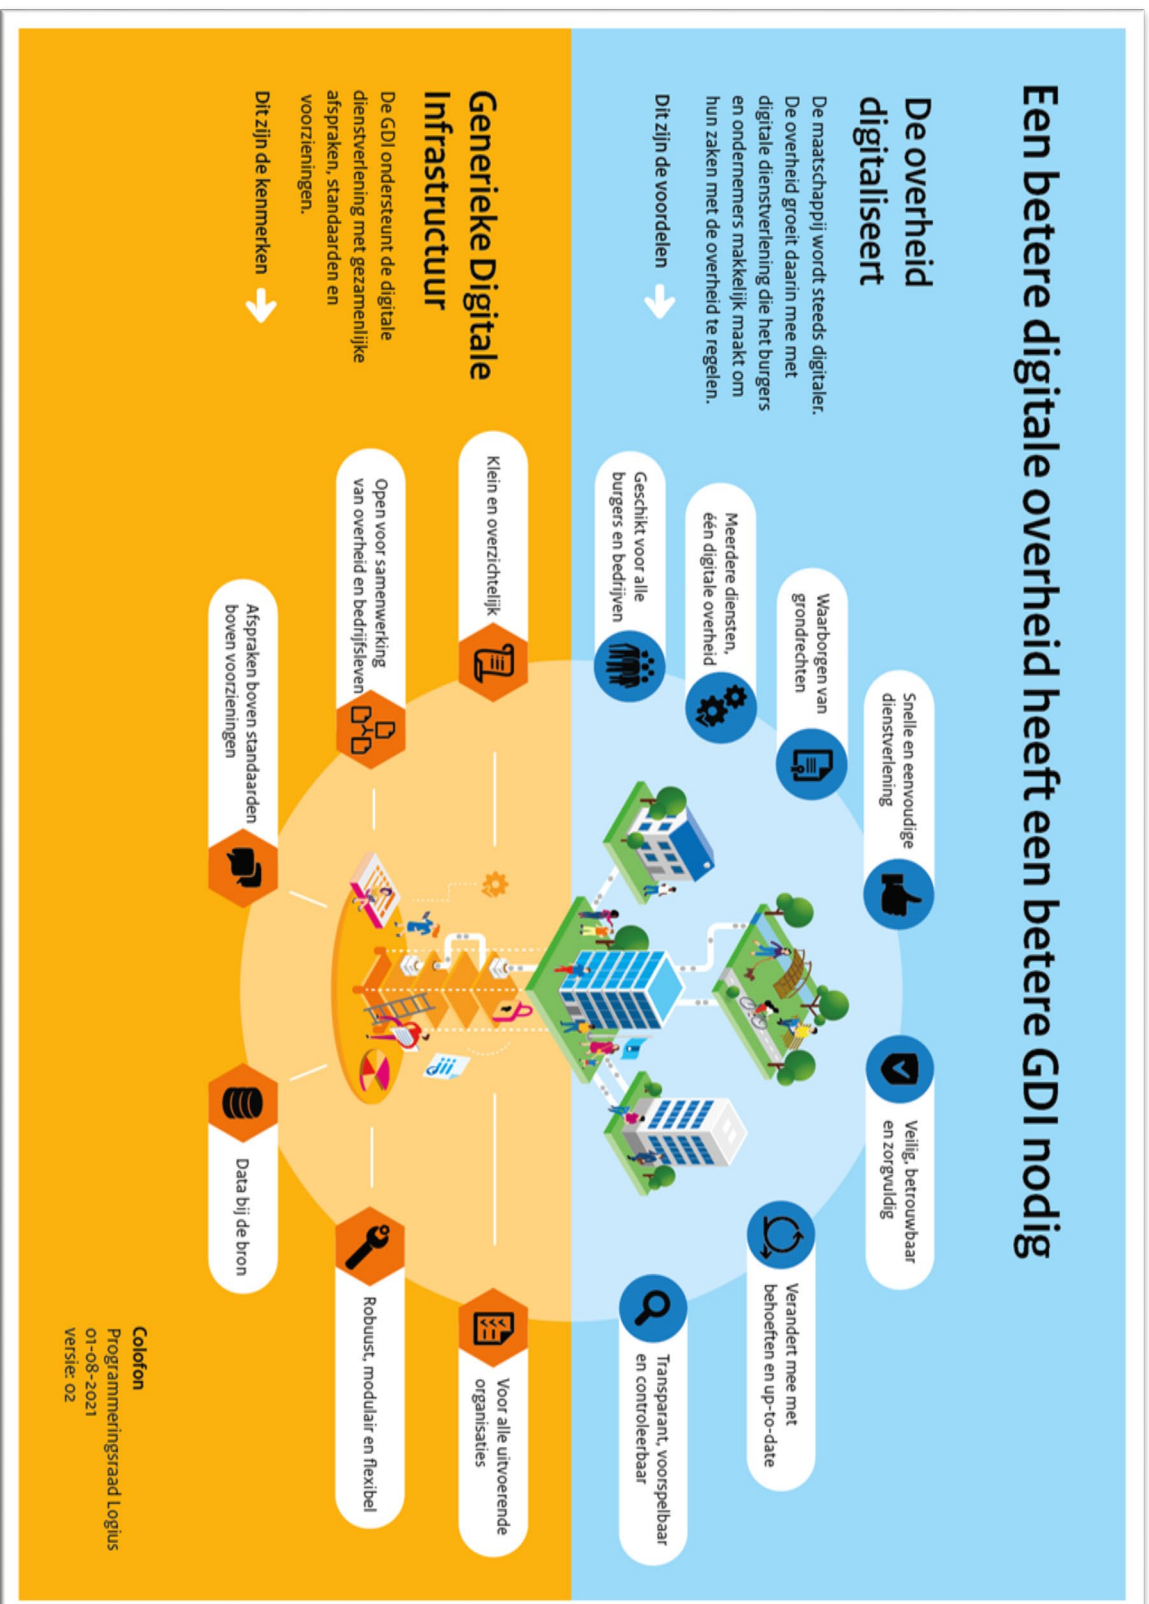 Een betere digitale overheid heeft een betere GDI nodig
De overheid
digitaliseert
De maatschappij wordt steeds digitaler.
De overheid groeit daarin mee met
digitale dienstverlening die het burgers
en ondernemers makkelijk maakt om
hun zaken met de overheid te regelen.
Dit zijn de voordelen
Geschikt voor alle
burgers en bedrijven
Meerdere diensten,
één digitale overheid
Waarborgen van
grondrechten
Snelle en eenvoudige
dienstverlening
Veilig, betrouwbaar
en zorgvuldig
Verandert mee met
behoeften en up-to-date
Transparant, voorspelbaar
en controleerbaar
Generieke Digitale
Infrastructuur
De GDI ondersteunt de digitale
dienstverlening met gezamenlijke
afspraken, standaarden en
voorzieningen.
Dit zijn de kenmerken
Klein en overzichtelijk
Open voor samenwerking
van overheid en bedrijfsleven
Afspraken boven standaarden
boven voorzieningen
Data bij de bron
Robuust, modulair en flexibel
Voor alle uitvoerende
organisaties
Colofon
Programmeringsraad Logius
01-08-2021
versie: 02